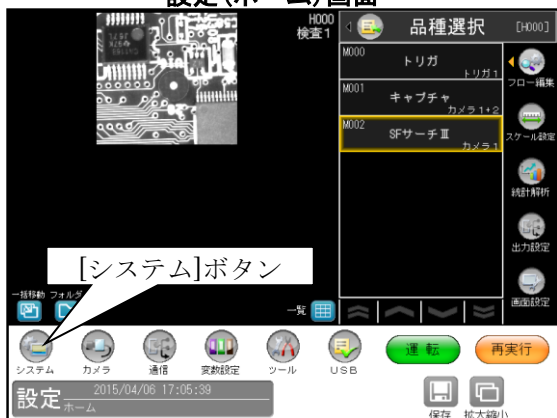 設定(ホーム)画面
H000
検査1
品種選択
[H000]
M000
トリガ
トリガ1
M001
キャプチャ
カメラ1+2
M002
SFサーチⅢ
カメラ1
フロー編集
スケール設定
統計解析
出力設定
画面設定
[システム]ボタン
一括移動
フォルダ
一覧
システム
カメラ
通信
変数設定
ツール
USB
運転
再実行
設定
2015/04/06 17:05:39
ホーム
保存
拡大縮小